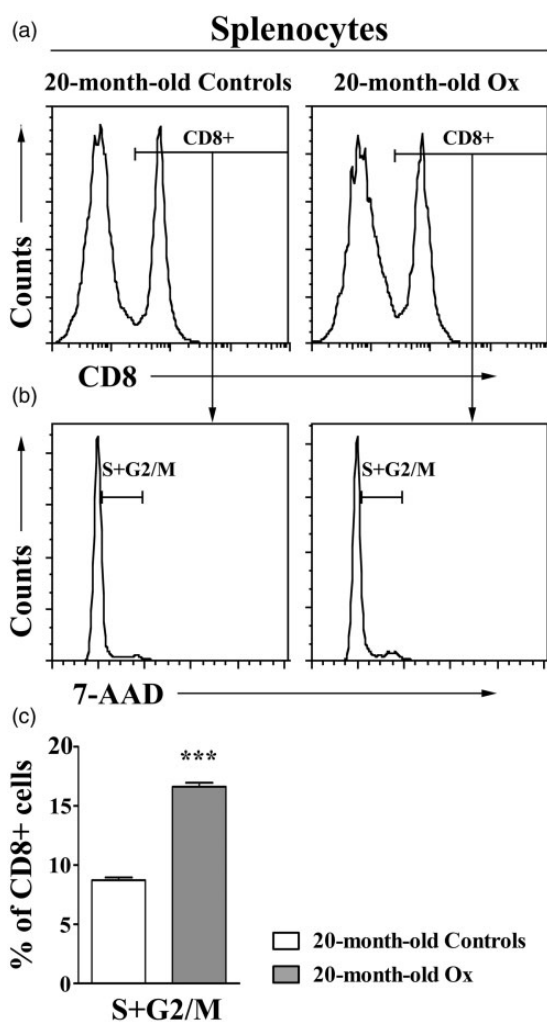 (a)
Splenocytes
20-month-old Controls
20-month-old Ox
CD8+
CD8+
Counts
CD8
(b)
S+G2/M
S+G2/M
Counts
7-AAD
(c)
20
15
10
5
0
% of CD8+ cells
***
S+G2/M
20-month-old Controls
20-month-old Ox